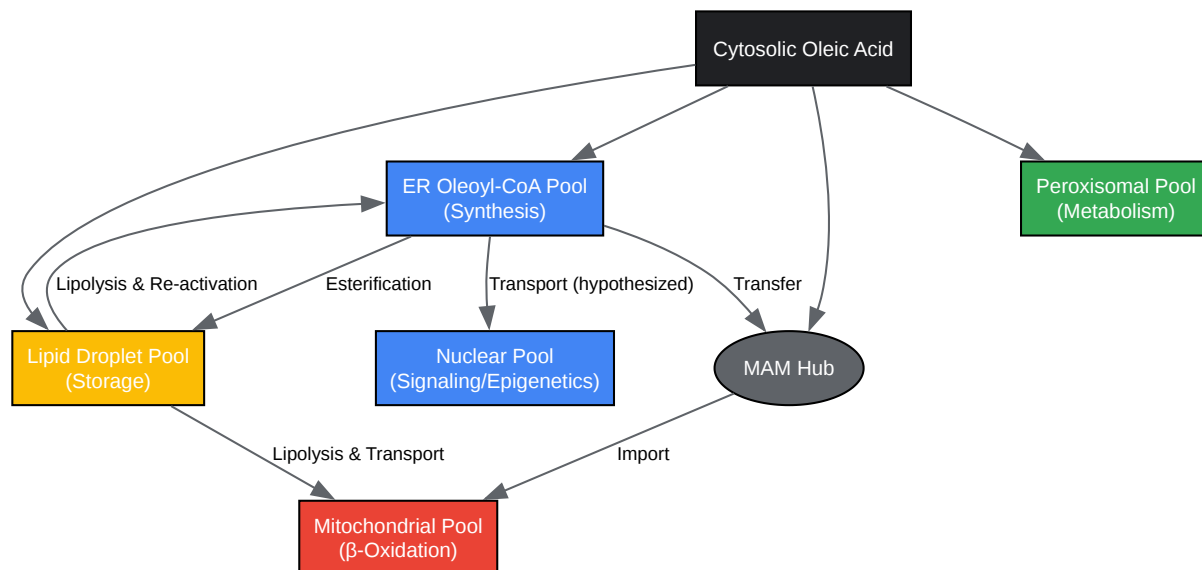 Cytosolic Oleic Acid
ER Oleoyl-CoA Pool
(Synthesis)
Peroxisomal Pool
(Metabolism)
Lipolysis & Re-activation
Esterification
Transport (hypothesized)
Transfer
Lipid Droplet Pool
(Storage)
Nuclear Pool
(Signaling/Epigenetics)
MAM Hub
Lipolysis & Transport
Import
Mitochondrial Pool
(β-Oxidation)